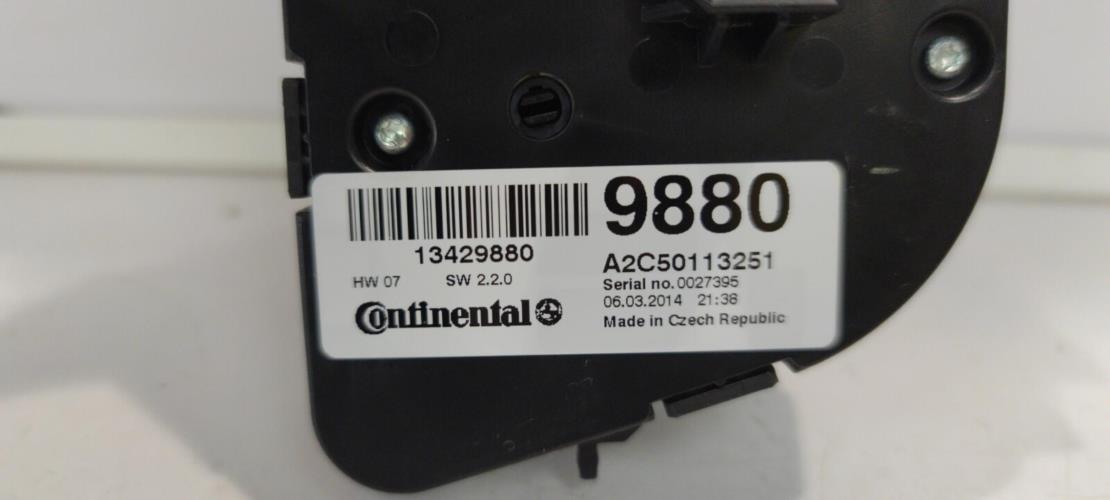 9880
13429880
HW 07 SW 2.2.0
Continental
A2C50113251
Serial no. 0027395
06.03.2014 21:38
Made in Czech Republic